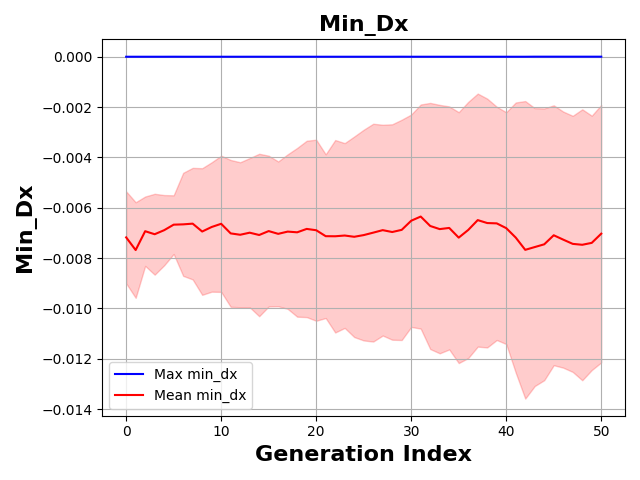 Min_Dx
0.000
−0.002
−0.004
−0.006
−0.008
−0.010
−0.012
−0.014
Min_Dx
Max min_dx
Mean min_dx
0 10 20 30 40 50
Generation Index